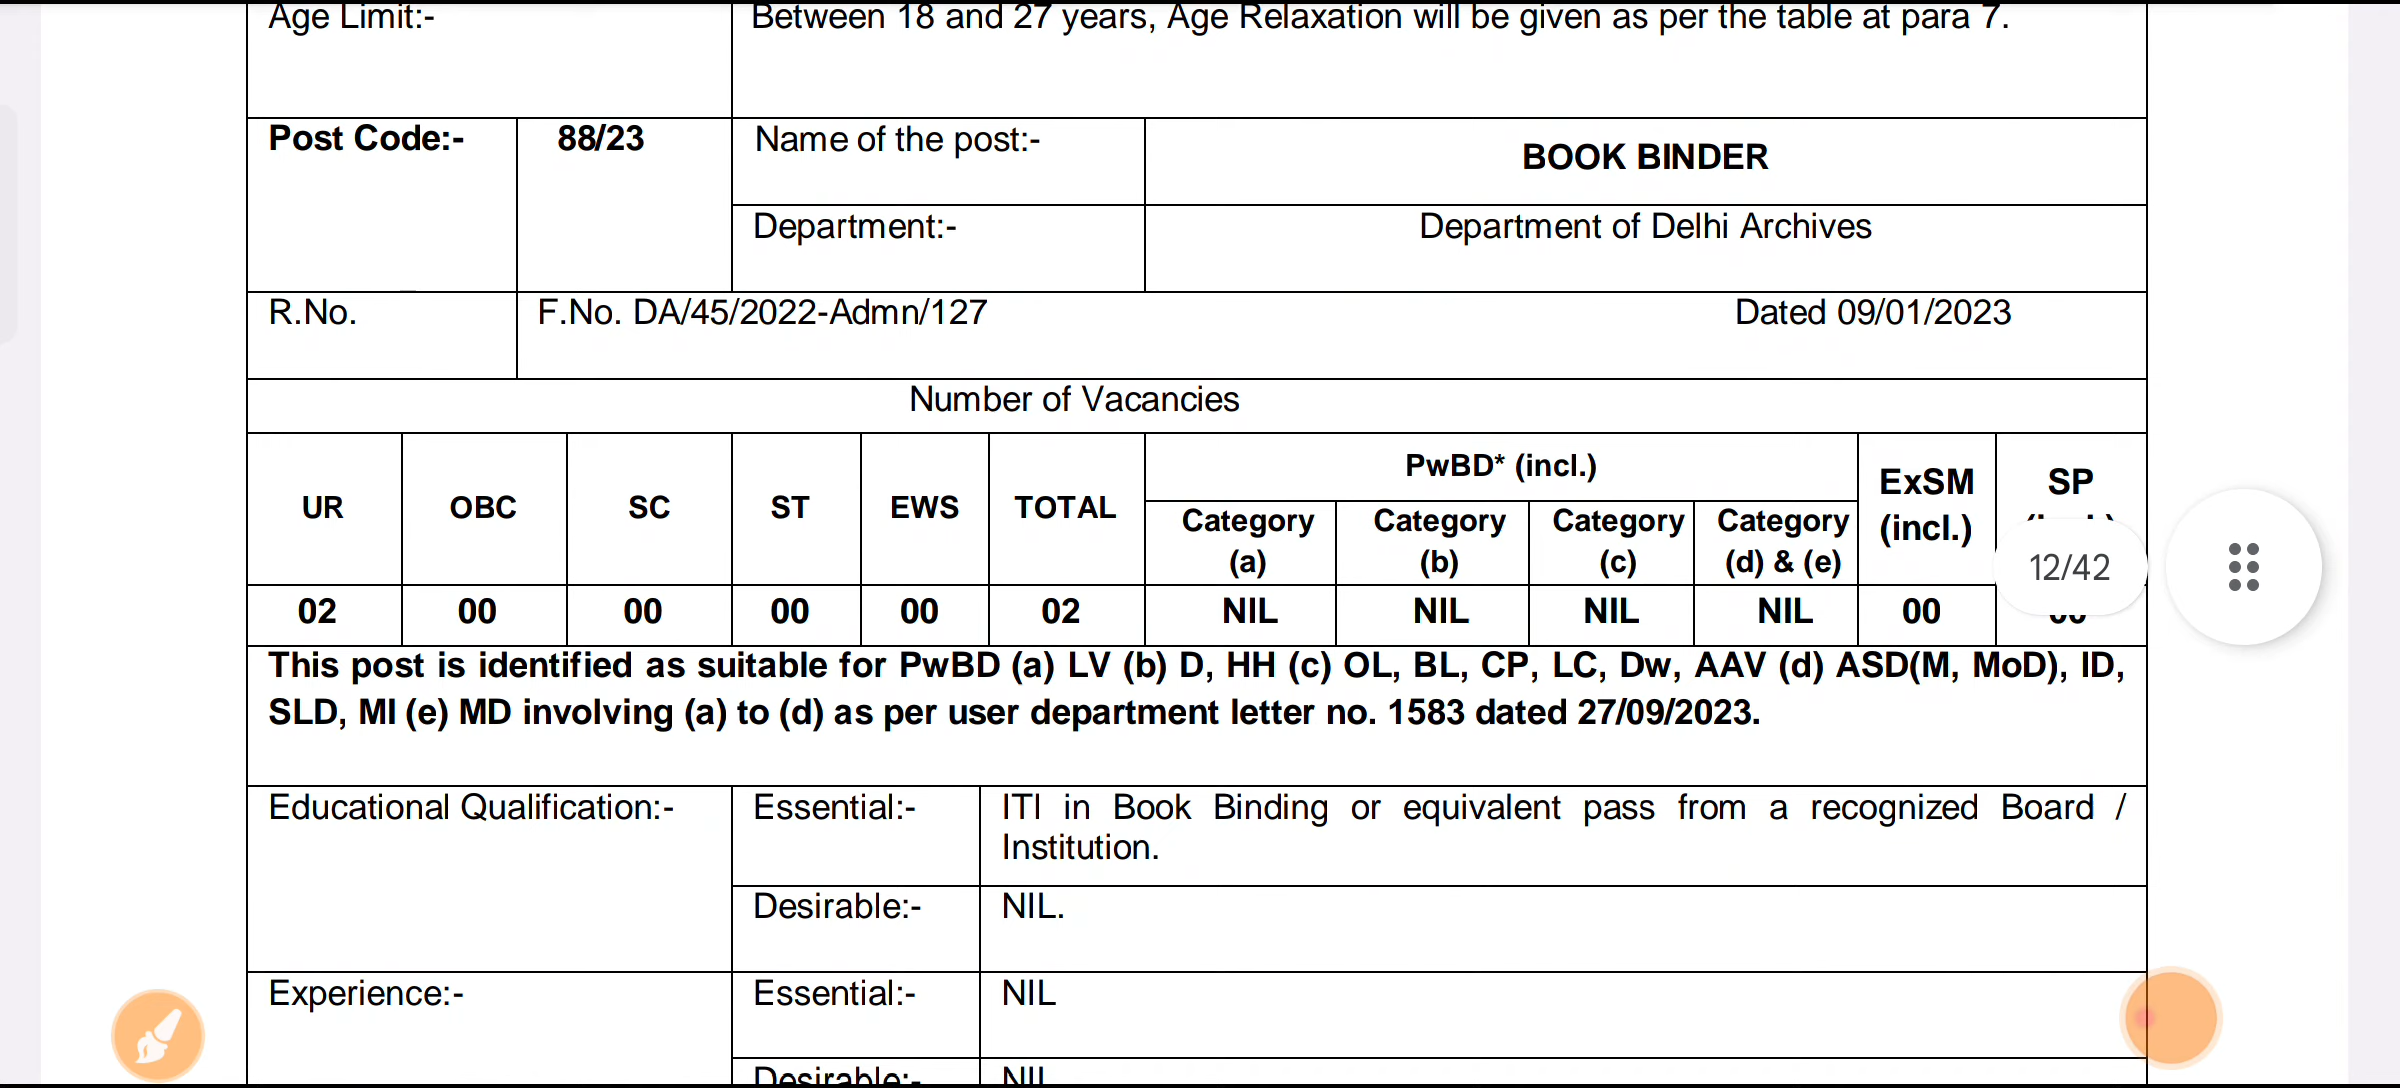 Age Limit:- Between 18 and 27 years, Age Relaxation will be given as per the table at para 7.
Post Code:- 88/23 Name of the post:- BOOK BINDER
Department:- Department of Delhi Archives
R.No. F.No. DA/45/2022-Admn/127 Dated 09/01/2023
Number of Vacancies
UR OBC SC ST EWS TOTAL PwBD* (incl.) ExSM (incl.) SP
Category (a) Category (b) Category (c) Category (d) & (e)
12/42
02 00 00 00 00 02 NIL NIL NIL NIL 00
This post is identified as suitable for PwBD (a) LV (b) D, HH (c) OL, BL, CP, LC, Dw, AAV (d) ASD(M, MoD), ID,
SLD, MI (e) MD involving (a) to (d) as per user department letter no. 1583 dated 27/09/2023.
Educational Qualification:- Essential:- ITI in Book Binding or equivalent pass from a recognized Board /
Institution.
Desirable:- NIL.
Experience:- Essential:- NIL
Desirable:- NIL